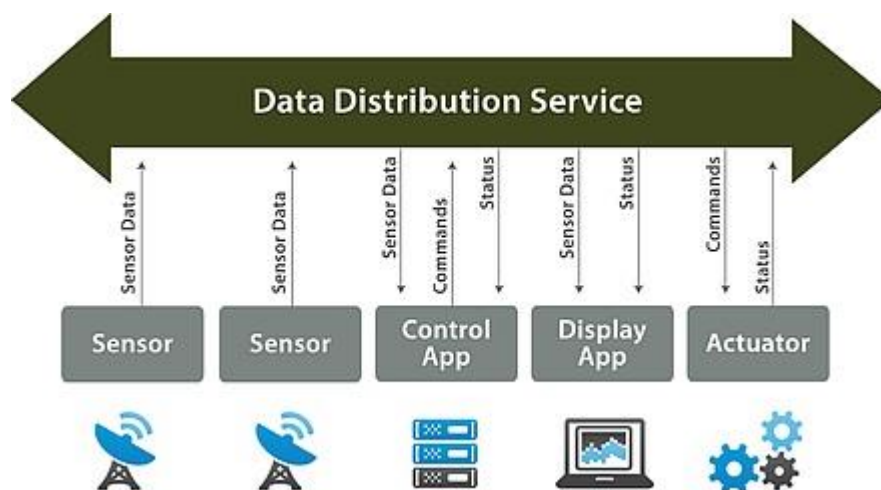 Data Distribution Service
Sensor Data
Sensor Data
Sensor Data
Commands
Status
Sensor Data
Status
Commands
Status
Sensor
Sensor
Control
App
Display
App
Actuator